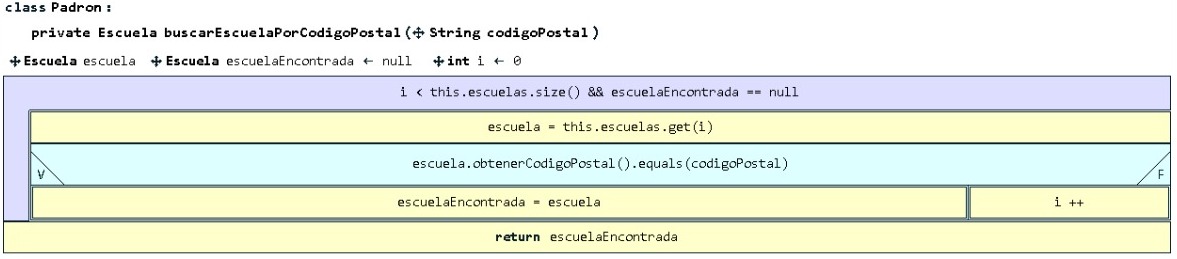 class Padron:
private Escuela buscarEscuelaPorCodigoPostal(✣ String codigoPostal)
✣ Escuela escuela ✣ Escuela escuelaEncontrada ← null ✣ int i ← 0
i < this.escuelas.size() && escuelaEncontrada == null
escuela = this.escuelas.get(i)
escuela.obtenerCodigoPostal().equals(codigoPostal)
V F
escuelaEncontrada = escuela i ++
return escuelaEncontrada